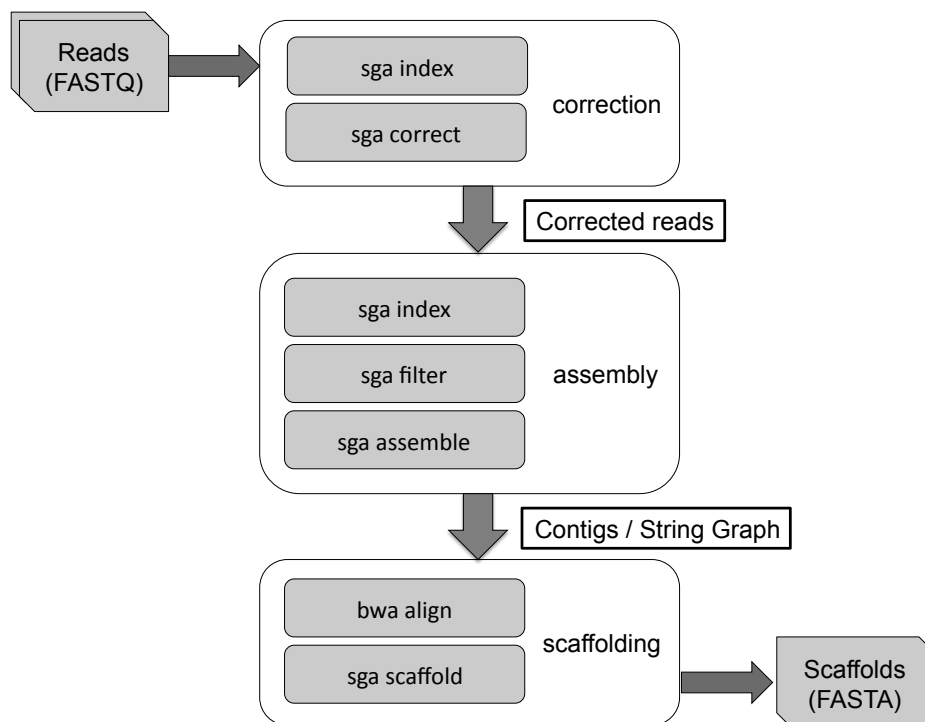 Reads
(FASTQ)
sga index
sga correct
correction
Corrected reads
sga index
sga filter
sga assemble
assembly
Contigs / String Graph
bwa align
sga scaffold
scaffolding
Scaffolds
(FASTA)